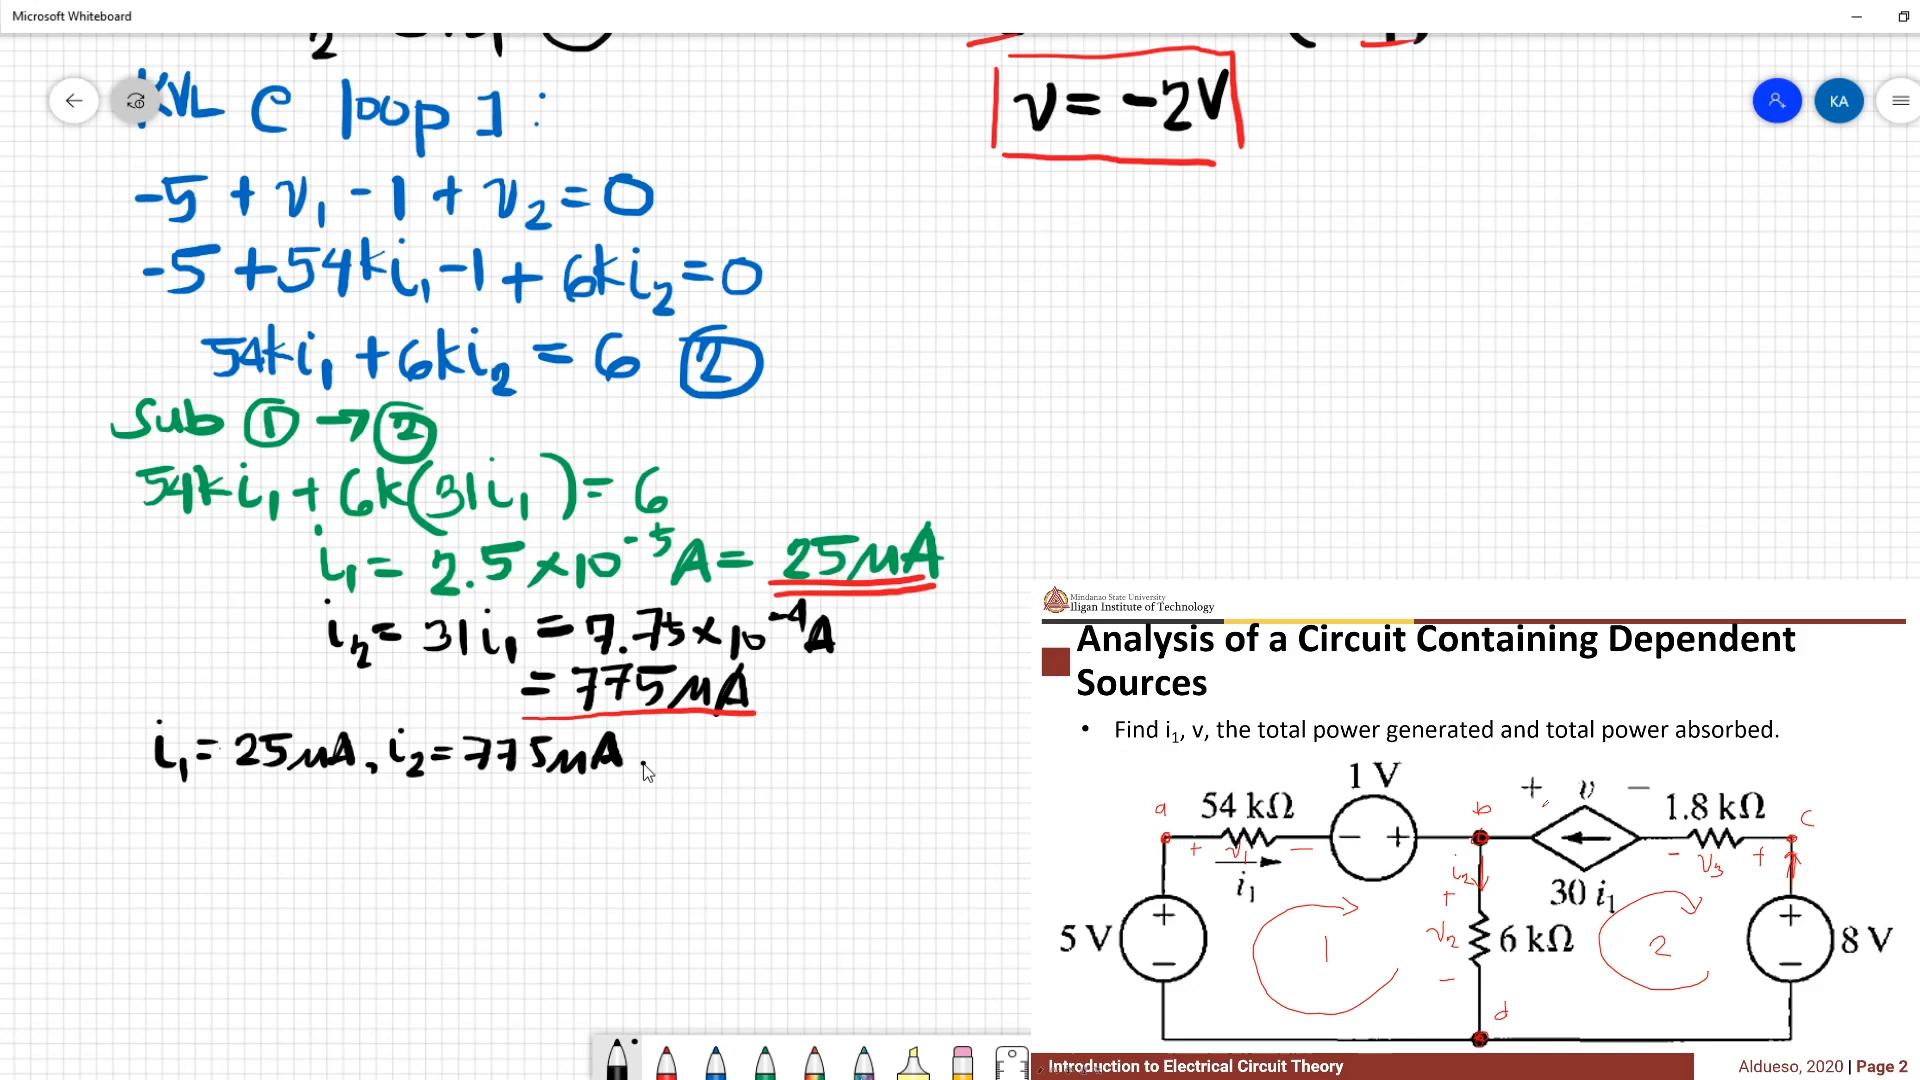 Microsoft Whiteboard
KVL @ loop 1:
-5 + v₁ - 1 + v₂ = 0
-5 + 54ki₁ - 1 + 6ki₂ = 0
54ki₁ + 6ki₂ = 6 ②
Sub ① → ②
54ki₁ + 6k(31i₁) = 6
i₁ = 2.5 × 10⁻⁵ A = 25μA
i₂ = 31i₁ = 7.75 × 10⁻⁴ A
= 775μA
i₁ = 25μA, i₂ = 775μA
v = -2V
KA
Mindanao State University
Iligan Institute of Technology
Analysis of a Circuit Containing Dependent
Sources
• Find i₁, v, the total power generated and total power absorbed.
1 V
a 54 kΩ - + b + v - 1.8 kΩ c
+ v₁ - - v₃ +
i₁ i₂ 30 i₁
5 V + - 1 + v₂ - 6 kΩ 2 + - 8 V
d
Introduction to Electrical Circuit Theory
Aldueso, 2020 | Page 2